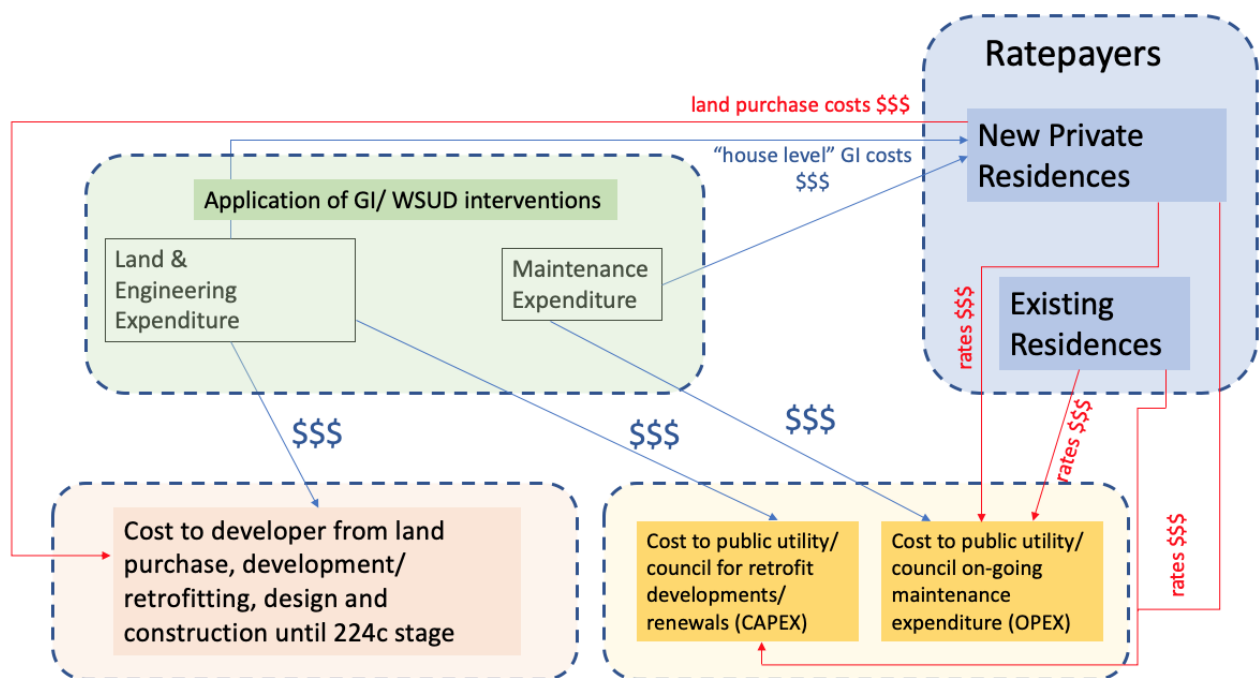 Ratepayers
land purchase costs $$$
New Private
Residences
“house level” GI costs
$$$
Application of GI/ WSUD interventions
Land &
Engineering
Expenditure
Maintenance
Expenditure
Existing
Residences
rates $$$
rates $$$
rates $$$
$$$
$$$
$$$
Cost to developer from land
purchase, development/
retrofitting, design and
construction until 224c stage
Cost to public utility/
council for retrofit
developments/
renewals (CAPEX)
Cost to public utility/
council on-going
maintenance
expenditure (OPEX)